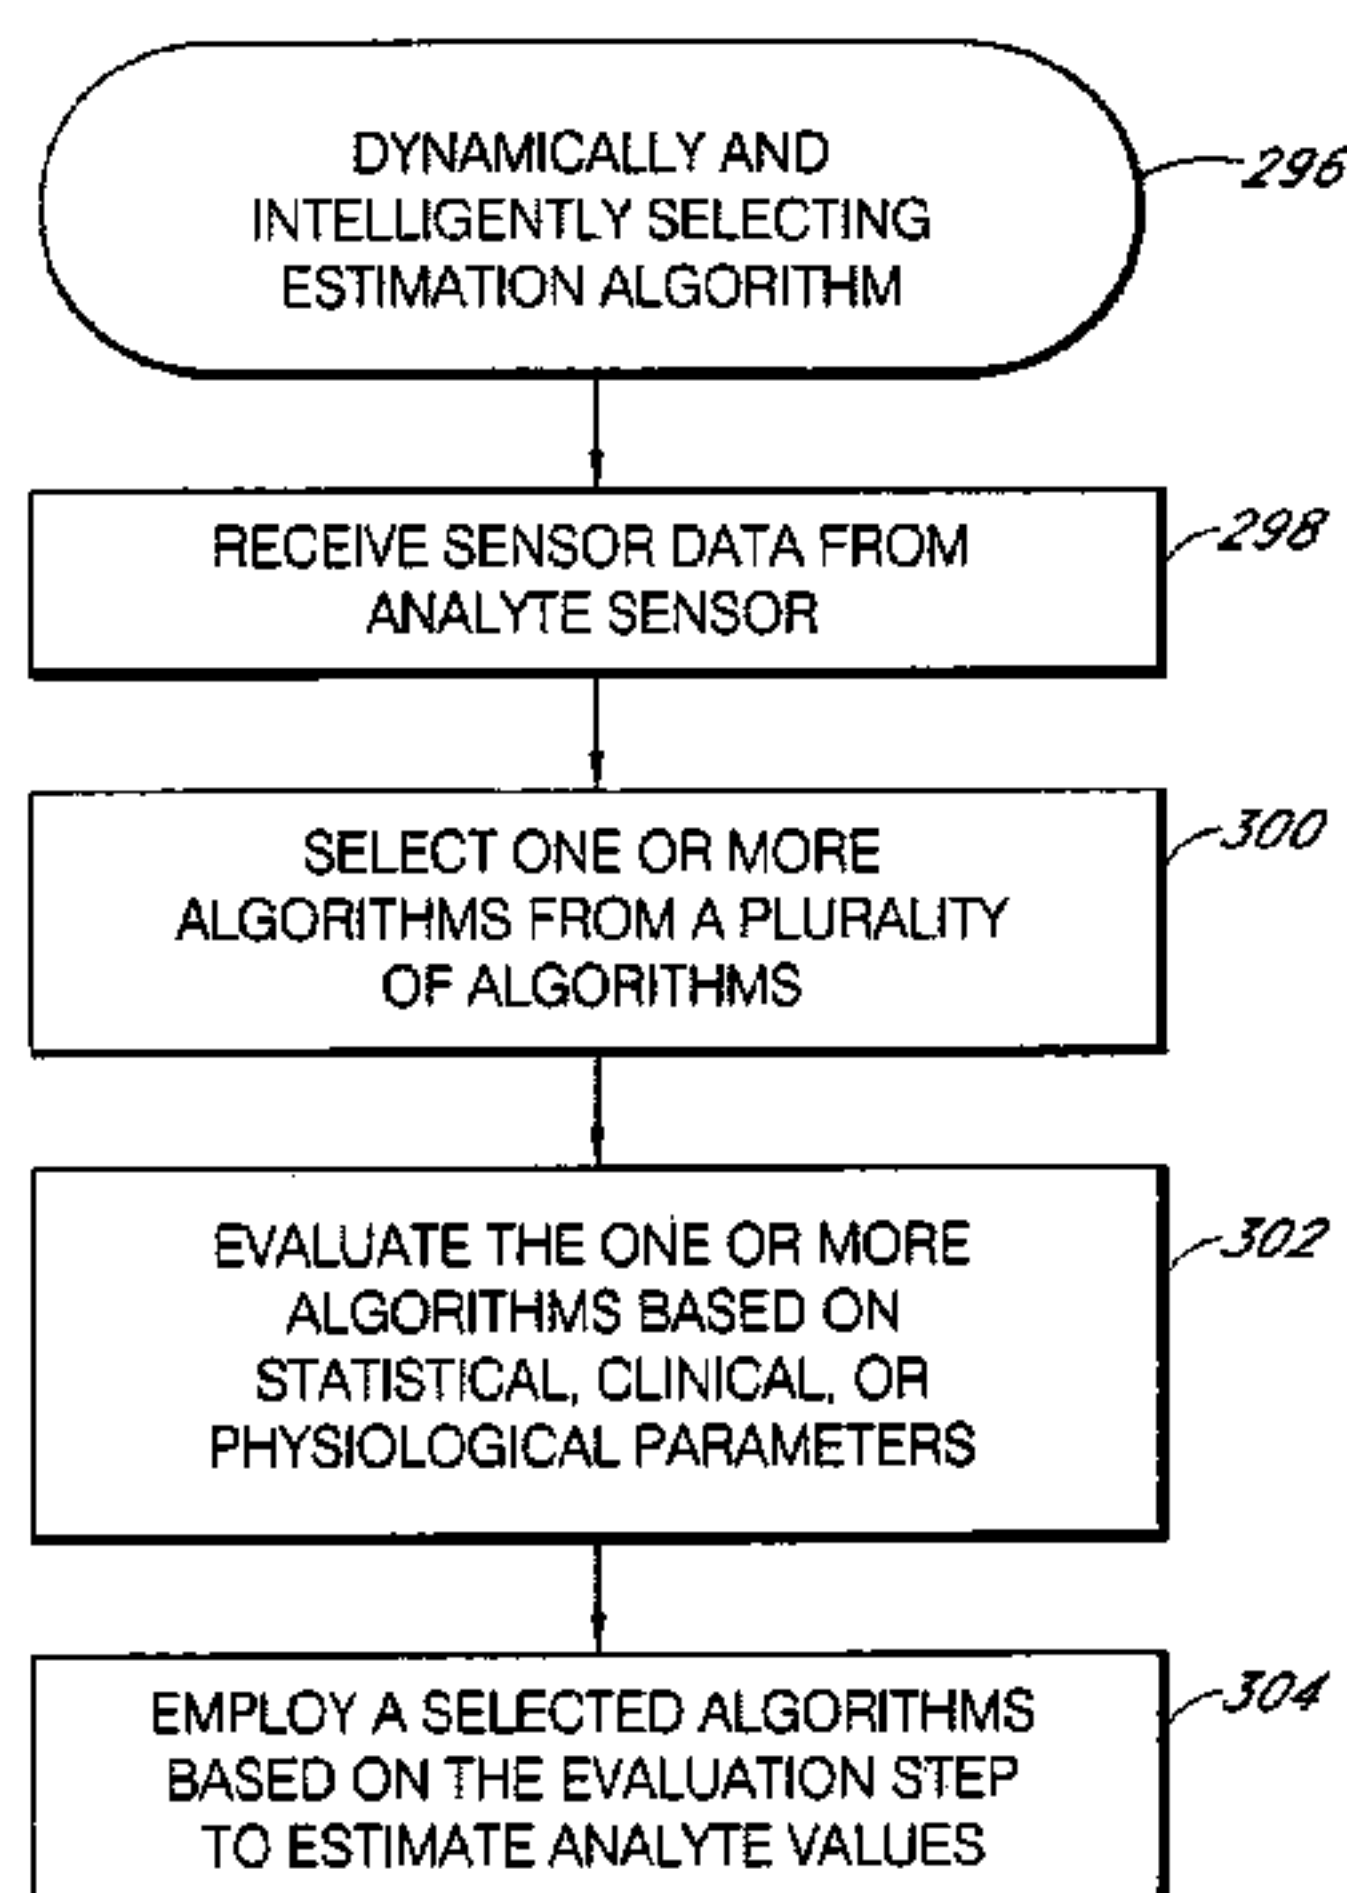 DYNAMICALLY AND
INTELLIGENTLY SELECTING
ESTIMATION ALGORITHM
296
RECEIVE SENSOR DATA FROM
ANALYTE SENSOR
298
SELECT ONE OR MORE
ALGORITHMS FROM A PLURALITY
OF ALGORITHMS
300
EVALUATE THE ONE OR MORE
ALGORITHMS BASED ON
STATISTICAL, CLINICAL, OR
PHYSIOLOGICAL PARAMETERS
302
EMPLOY A SELECTED ALGORITHMS
BASED ON THE EVALUATION STEP
TO ESTIMATE ANALYTE VALUES
304